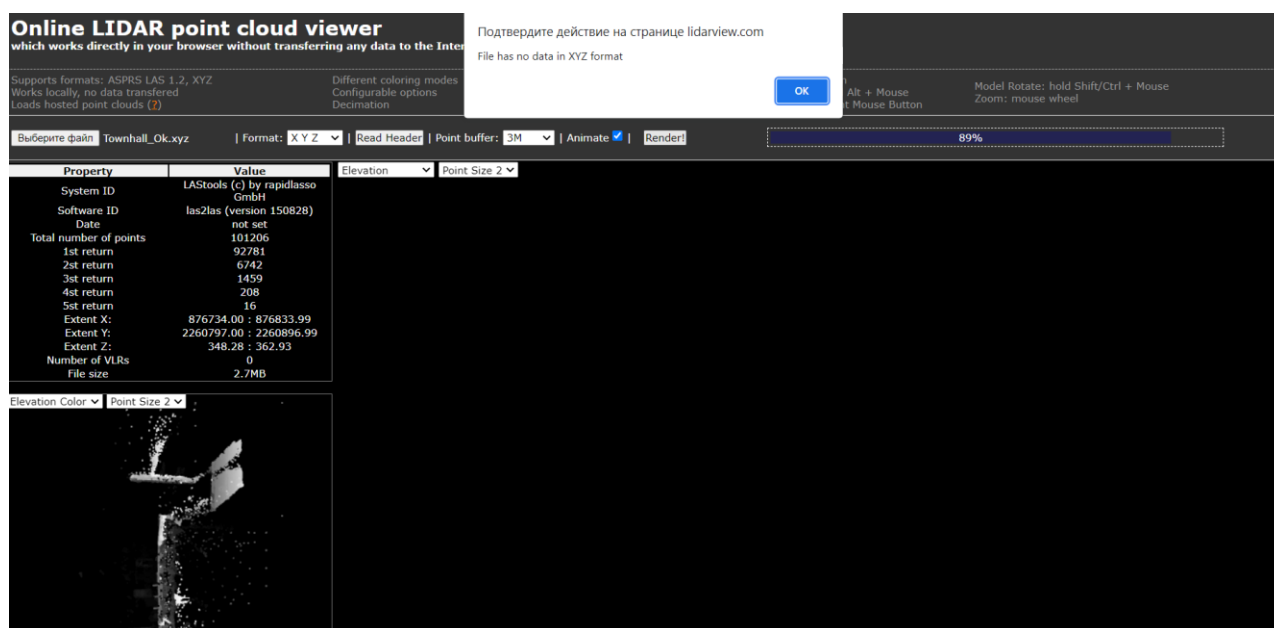 Online LIDAR point cloud viewer
which works directly in your browser without transferring any data to the Inter
Подтвердите действие на странице lidarview.com
File has no data in XYZ format
OK
Supports formats: ASPRS LAS 1.2, XYZ
Works locally, no data transfered
Loads hosted point clouds (?)
Different coloring modes
Configurable options
Decimation
Alt + Mouse
Mouse Button
Model Rotate: hold Shift/Ctrl + Mouse
Zoom: mouse wheel
Выберите файл Townhall_Ok.xyz | Format: X Y Z | Read Header | Point buffer: 3M | Animate | Render! 89%
Property Value
System ID LAStools (c) by rapidlasso GmbH
Software ID las2las (version 150828)
Date not set
Total number of points 101206
1st return 92781
2st return 6742
3st return 1459
4st return 208
5st return 16
Extent X: 876734.00 : 876833.99
Extent Y: 2260797.00 : 2260896.99
Extent Z: 348.28 : 362.93
Number of VLRs 0
File size 2.7MB
Elevation Point Size 2
Elevation Color Point Size 2